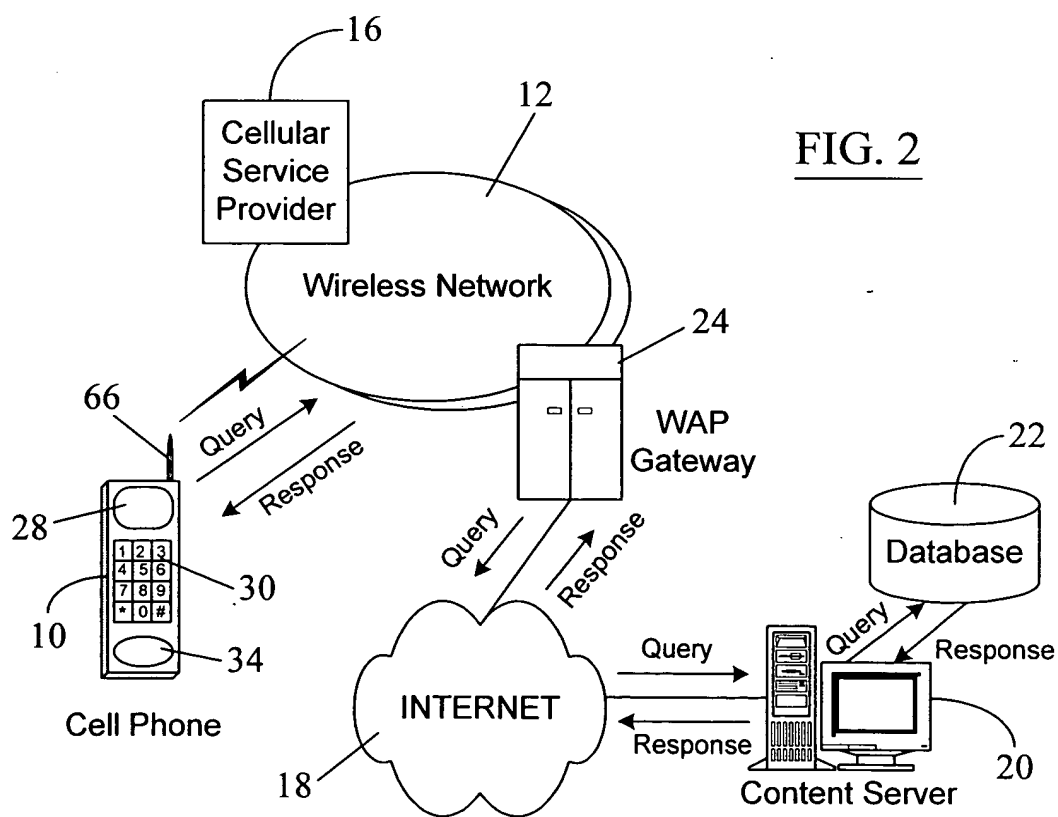 16
12
FIG. 2
Cellular
Service
Provider
Wireless Network
24
66
Query
Response
WAP
Gateway
22
28
1 2 3
4 5 6
7 8 9
* 0 #
30
10
34
Cell Phone
Query
Response
Database
Query
Response
INTERNET
18
Query
Response
20
Content Server